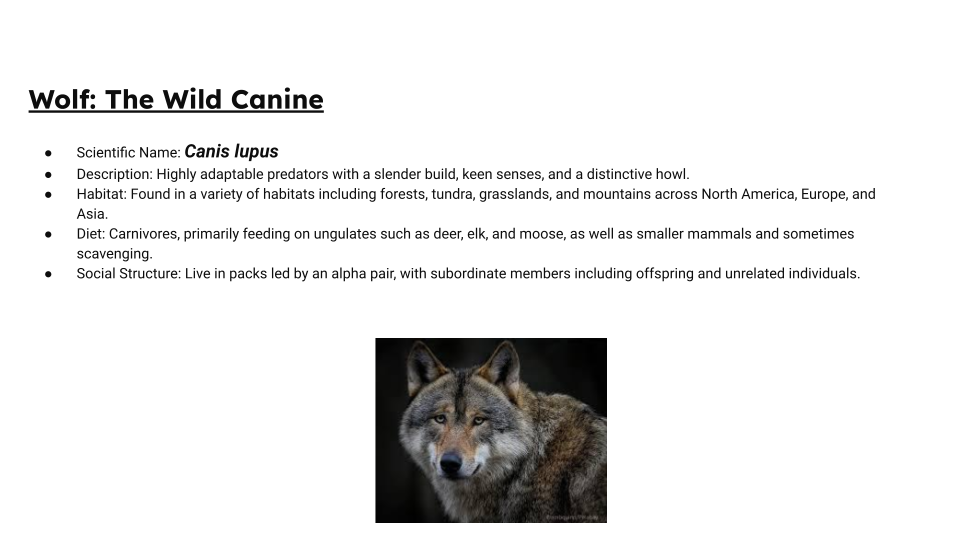 Wolf: The Wild Canine
● Scientific Name: Canis lupus
● Description: Highly adaptable predators with a slender build, keen senses, and a distinctive howl.
● Habitat: Found in a variety of habitats including forests, tundra, grasslands, and mountains across North America, Europe, and
Asia.
● Diet: Carnivores, primarily feeding on ungulates such as deer, elk, and moose, as well as smaller mammals and sometimes
scavenging.
● Social Structure: Live in packs led by an alpha pair, with subordinate members including offspring and unrelated individuals.